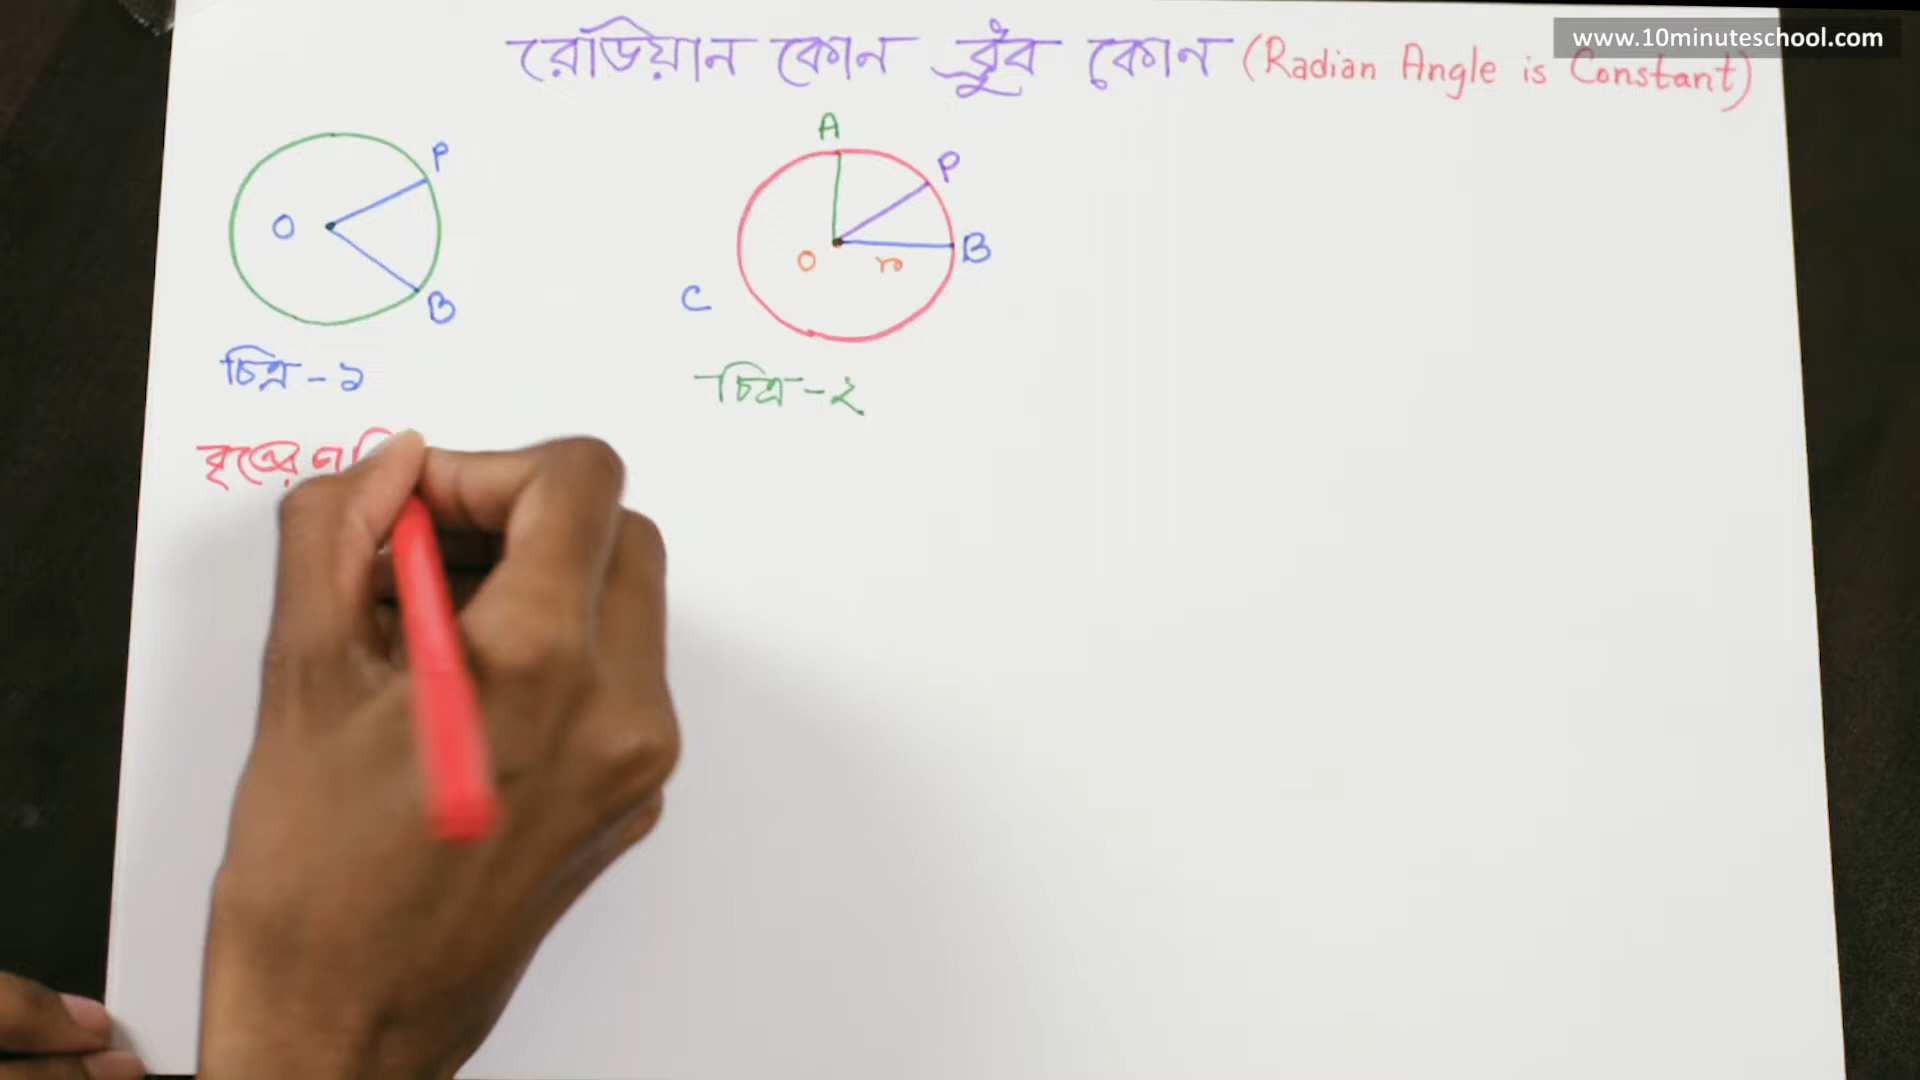 www.10minuteschool.com
রেডিয়ান কোন ধ্রুব কোন (Radian Angle is Constant)
P
O
B
চিত্র - ১
A
P
B
O
r
C
চিত্র - ২
বৃত্তের